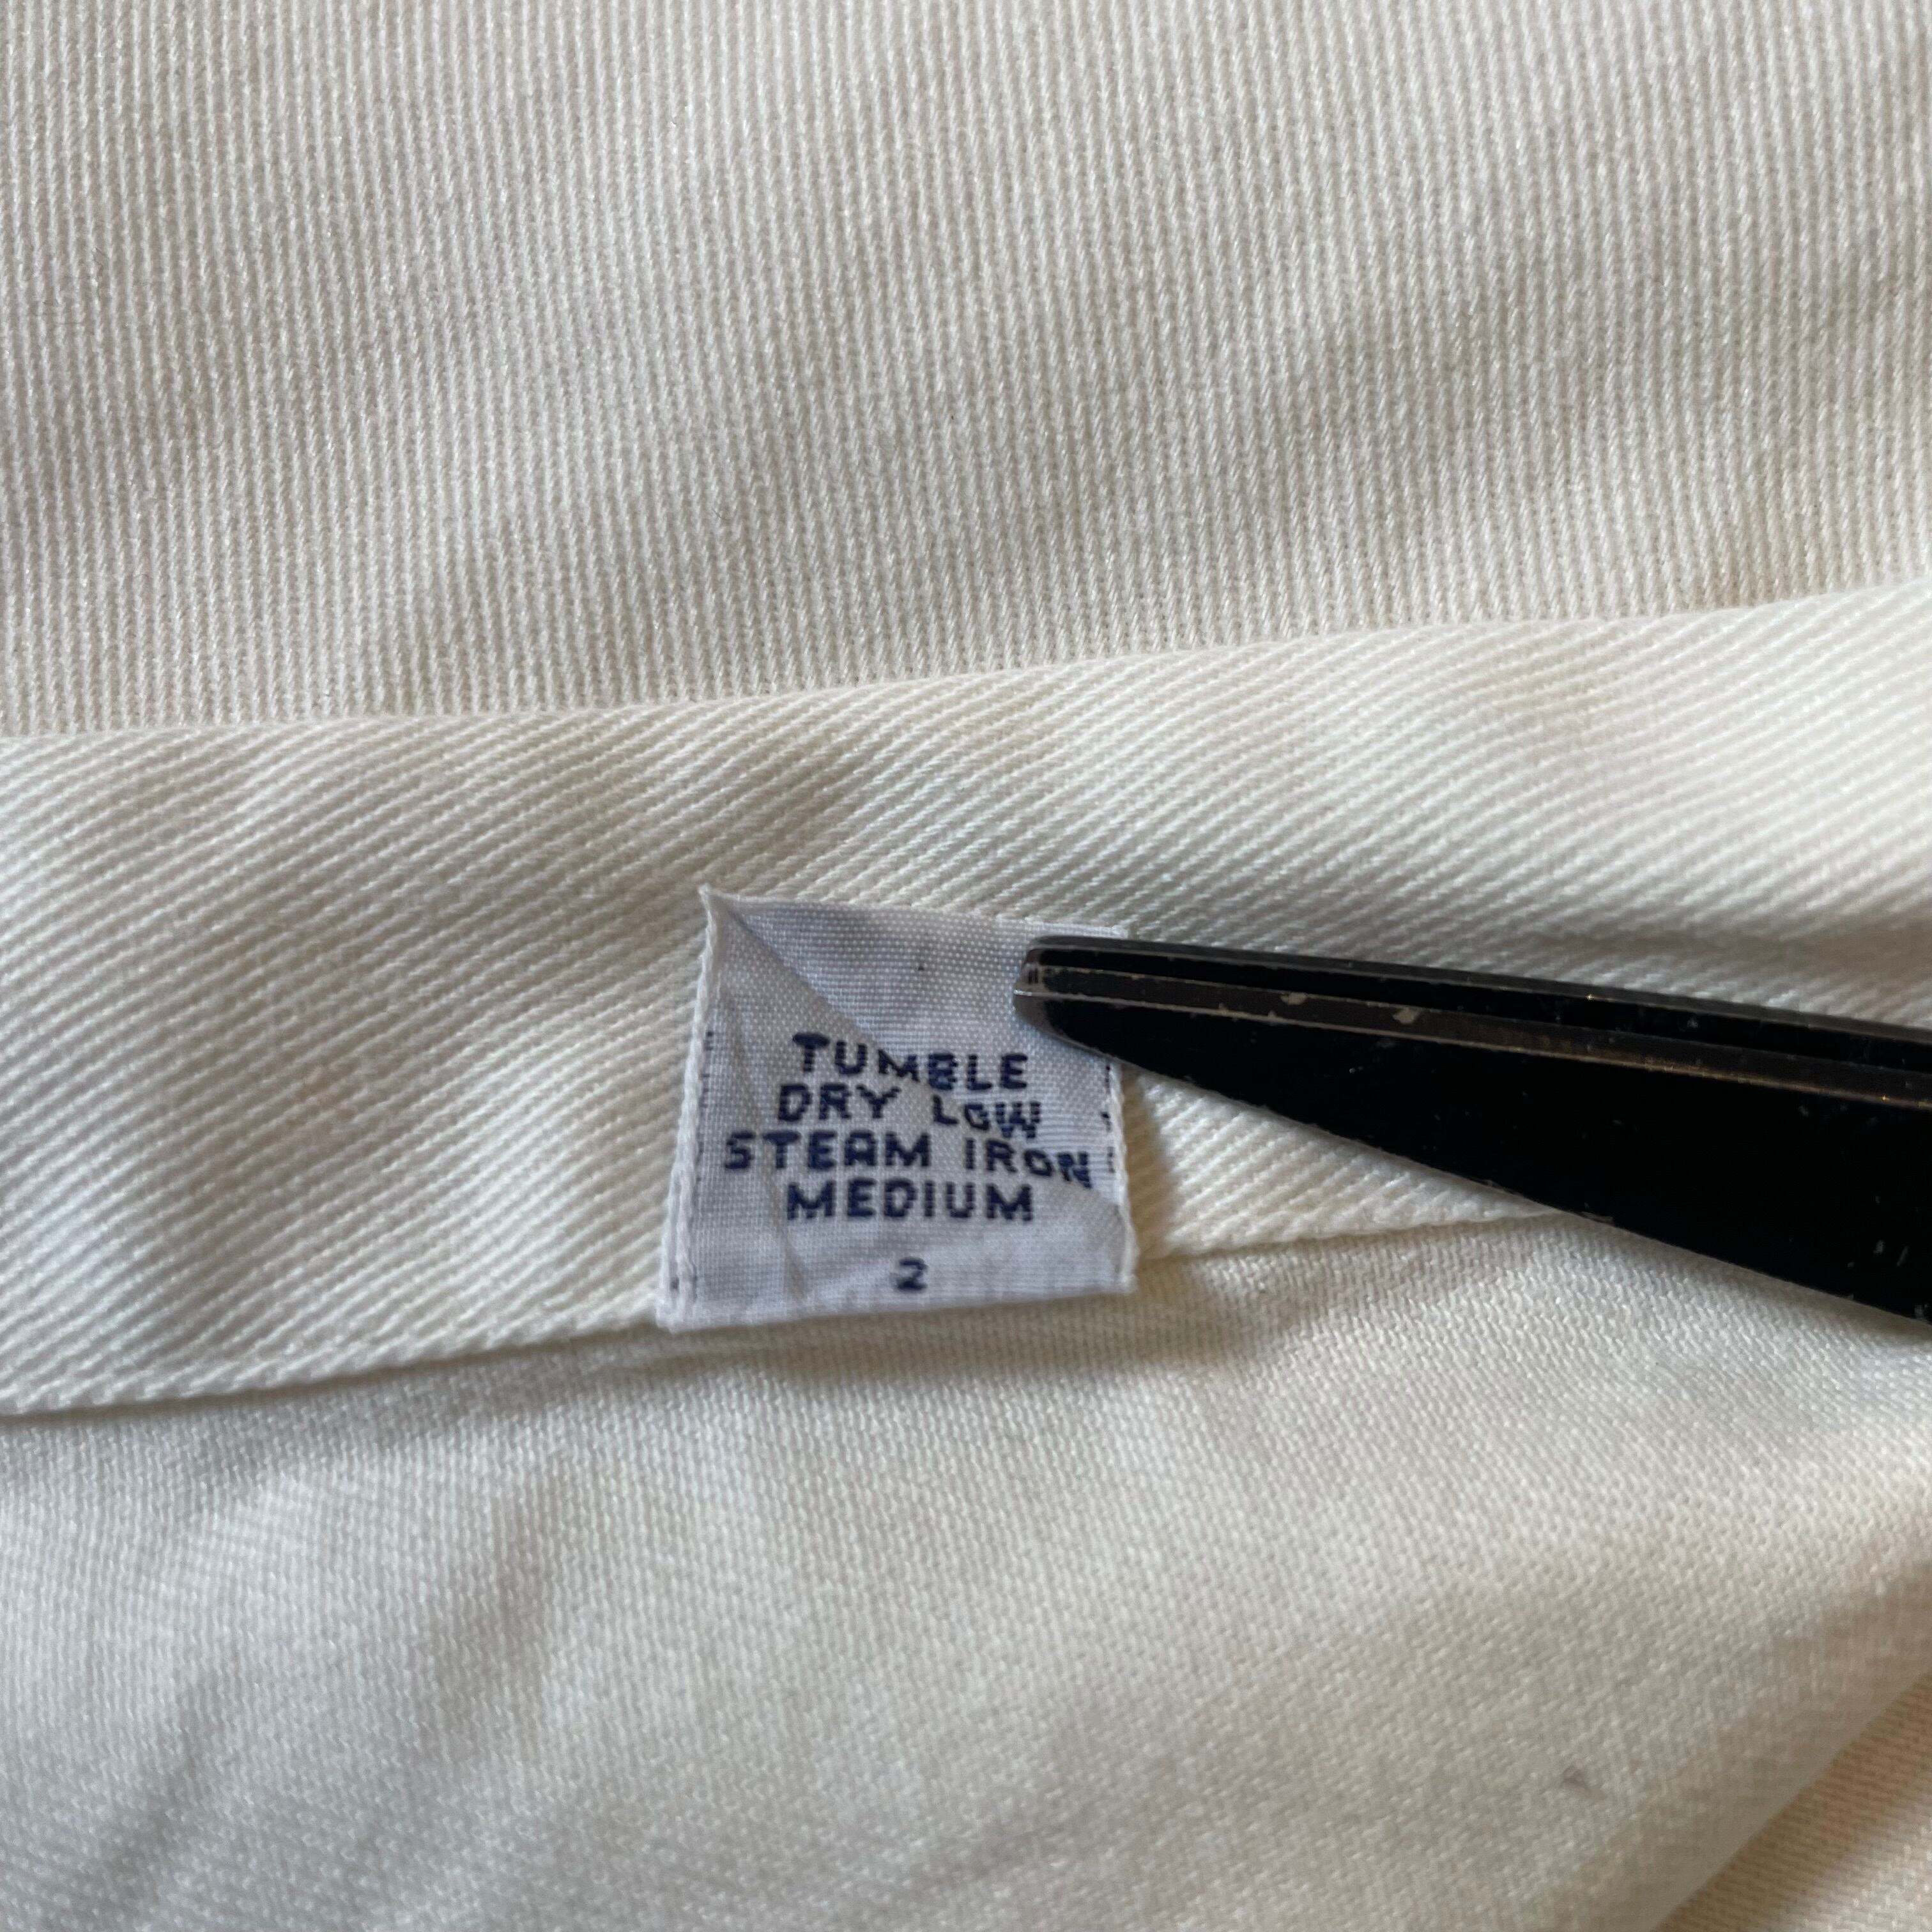 TUMBLE
DRY LOW
STEAM IRON
MEDIUM
2